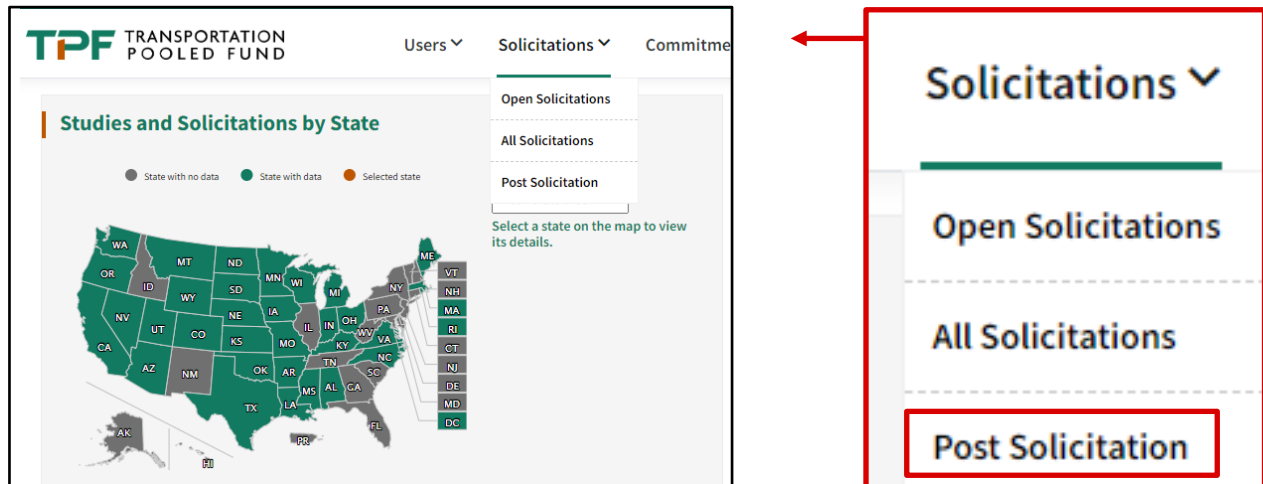 TPF TRANSPORTATION
POOLED FUND
Users
Solicitations
Commitme
Open Solicitations
All Solicitations
Post Solicitation
Studies and Solicitations by State
State with no data
State with data
Selected state
Select a state on the map to view
its details.
WA
OR
ID
MT
ND
MN
WI
MI
ME
NY
VT
NH
MA
RI
CT
NJ
DE
MD
DC
WY
SD
NE
IA
IL
IN
OH
PA
WV
VA
NV
UT
CO
KS
MO
KY
NC
CA
AZ
NM
OK
AR
TN
SC
MS
AL
GA
TX
LA
FL
AK
HI
PR
Solicitations
Open Solicitations
All Solicitations
Post Solicitation